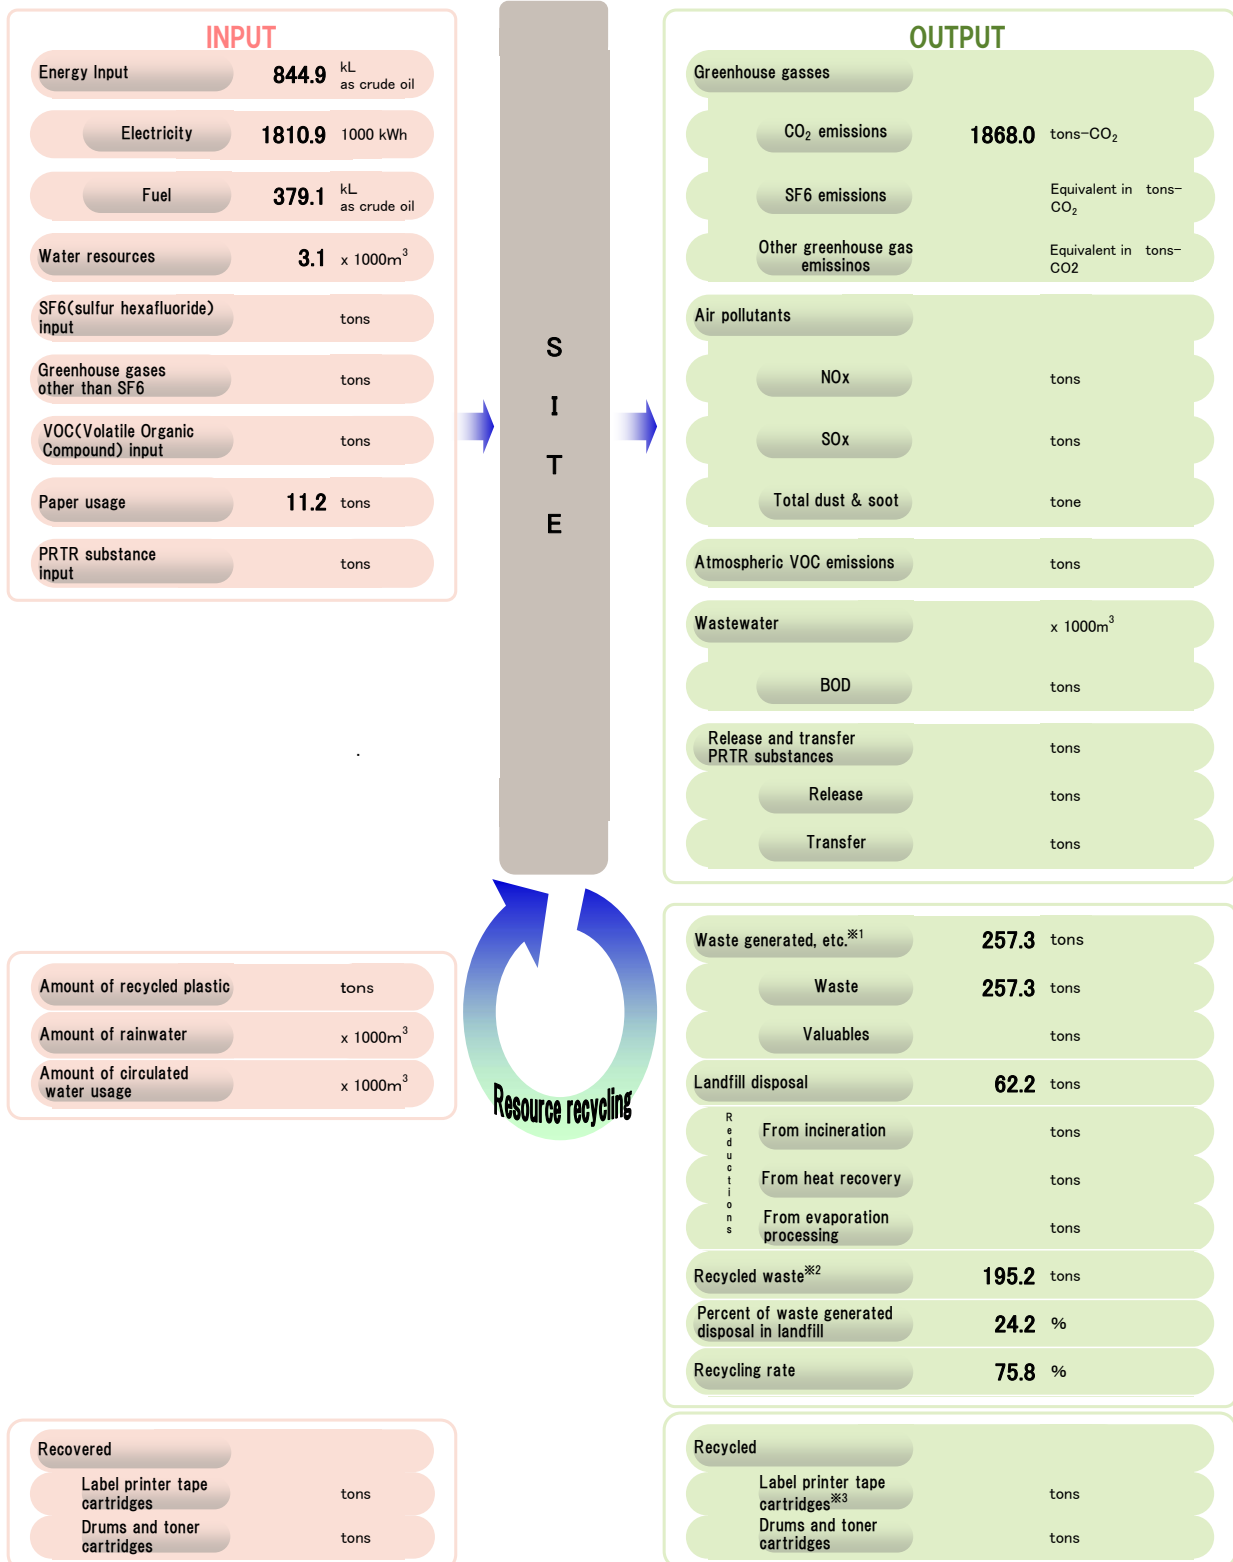 INPUT
Energy Input 844.9 kL
as crude oil
Electricity 1810.9 1000 kWh
Fuel 379.1 kL
as crude oil
Water resources 3.1 x 1000m³
SF6(sulfur hexafluoride)
input tons
Greenhouse gases
other than SF6 tons
VOC(Volatile Organic
Compound) input tons
Paper usage 11.2 tons
PRTR substance
input tons
S
I
T
E
OUTPUT
Greenhouse gasses
CO₂ emissions 1868.0 tons-CO₂
SF6 emissions Equivalent in tons-
CO₂
Other greenhouse gas
emissinos Equivalent in tons-
CO2
Air pollutants
NOx tons
SOx tons
Total dust & soot tone
Atmospheric VOC emissions tons
Wastewater x 1000m³
BOD tons
Release and transfer
PRTR substances tons
Release tons
Transfer tons
Amount of recycled plastic tons
Amount of rainwater x 1000m³
Amount of circulated
water usage x 1000m³
Resource recycling
Waste generated, etc.※1 257.3 tons
Waste 257.3 tons
Valuables tons
Landfill disposal 62.2 tons
Reductions
From incineration tons
From heat recovery tons
From evaporation
processing tons
Recycled waste※2 195.2 tons
Percent of waste generated
disposal in landfill 24.2 %
Recycling rate 75.8 %
Recovered
Label printer tape
cartridges tons
Drums and toner
cartridges tons
Recycled
Label printer tape
cartridges※3 tons
Drums and toner
cartridges tons